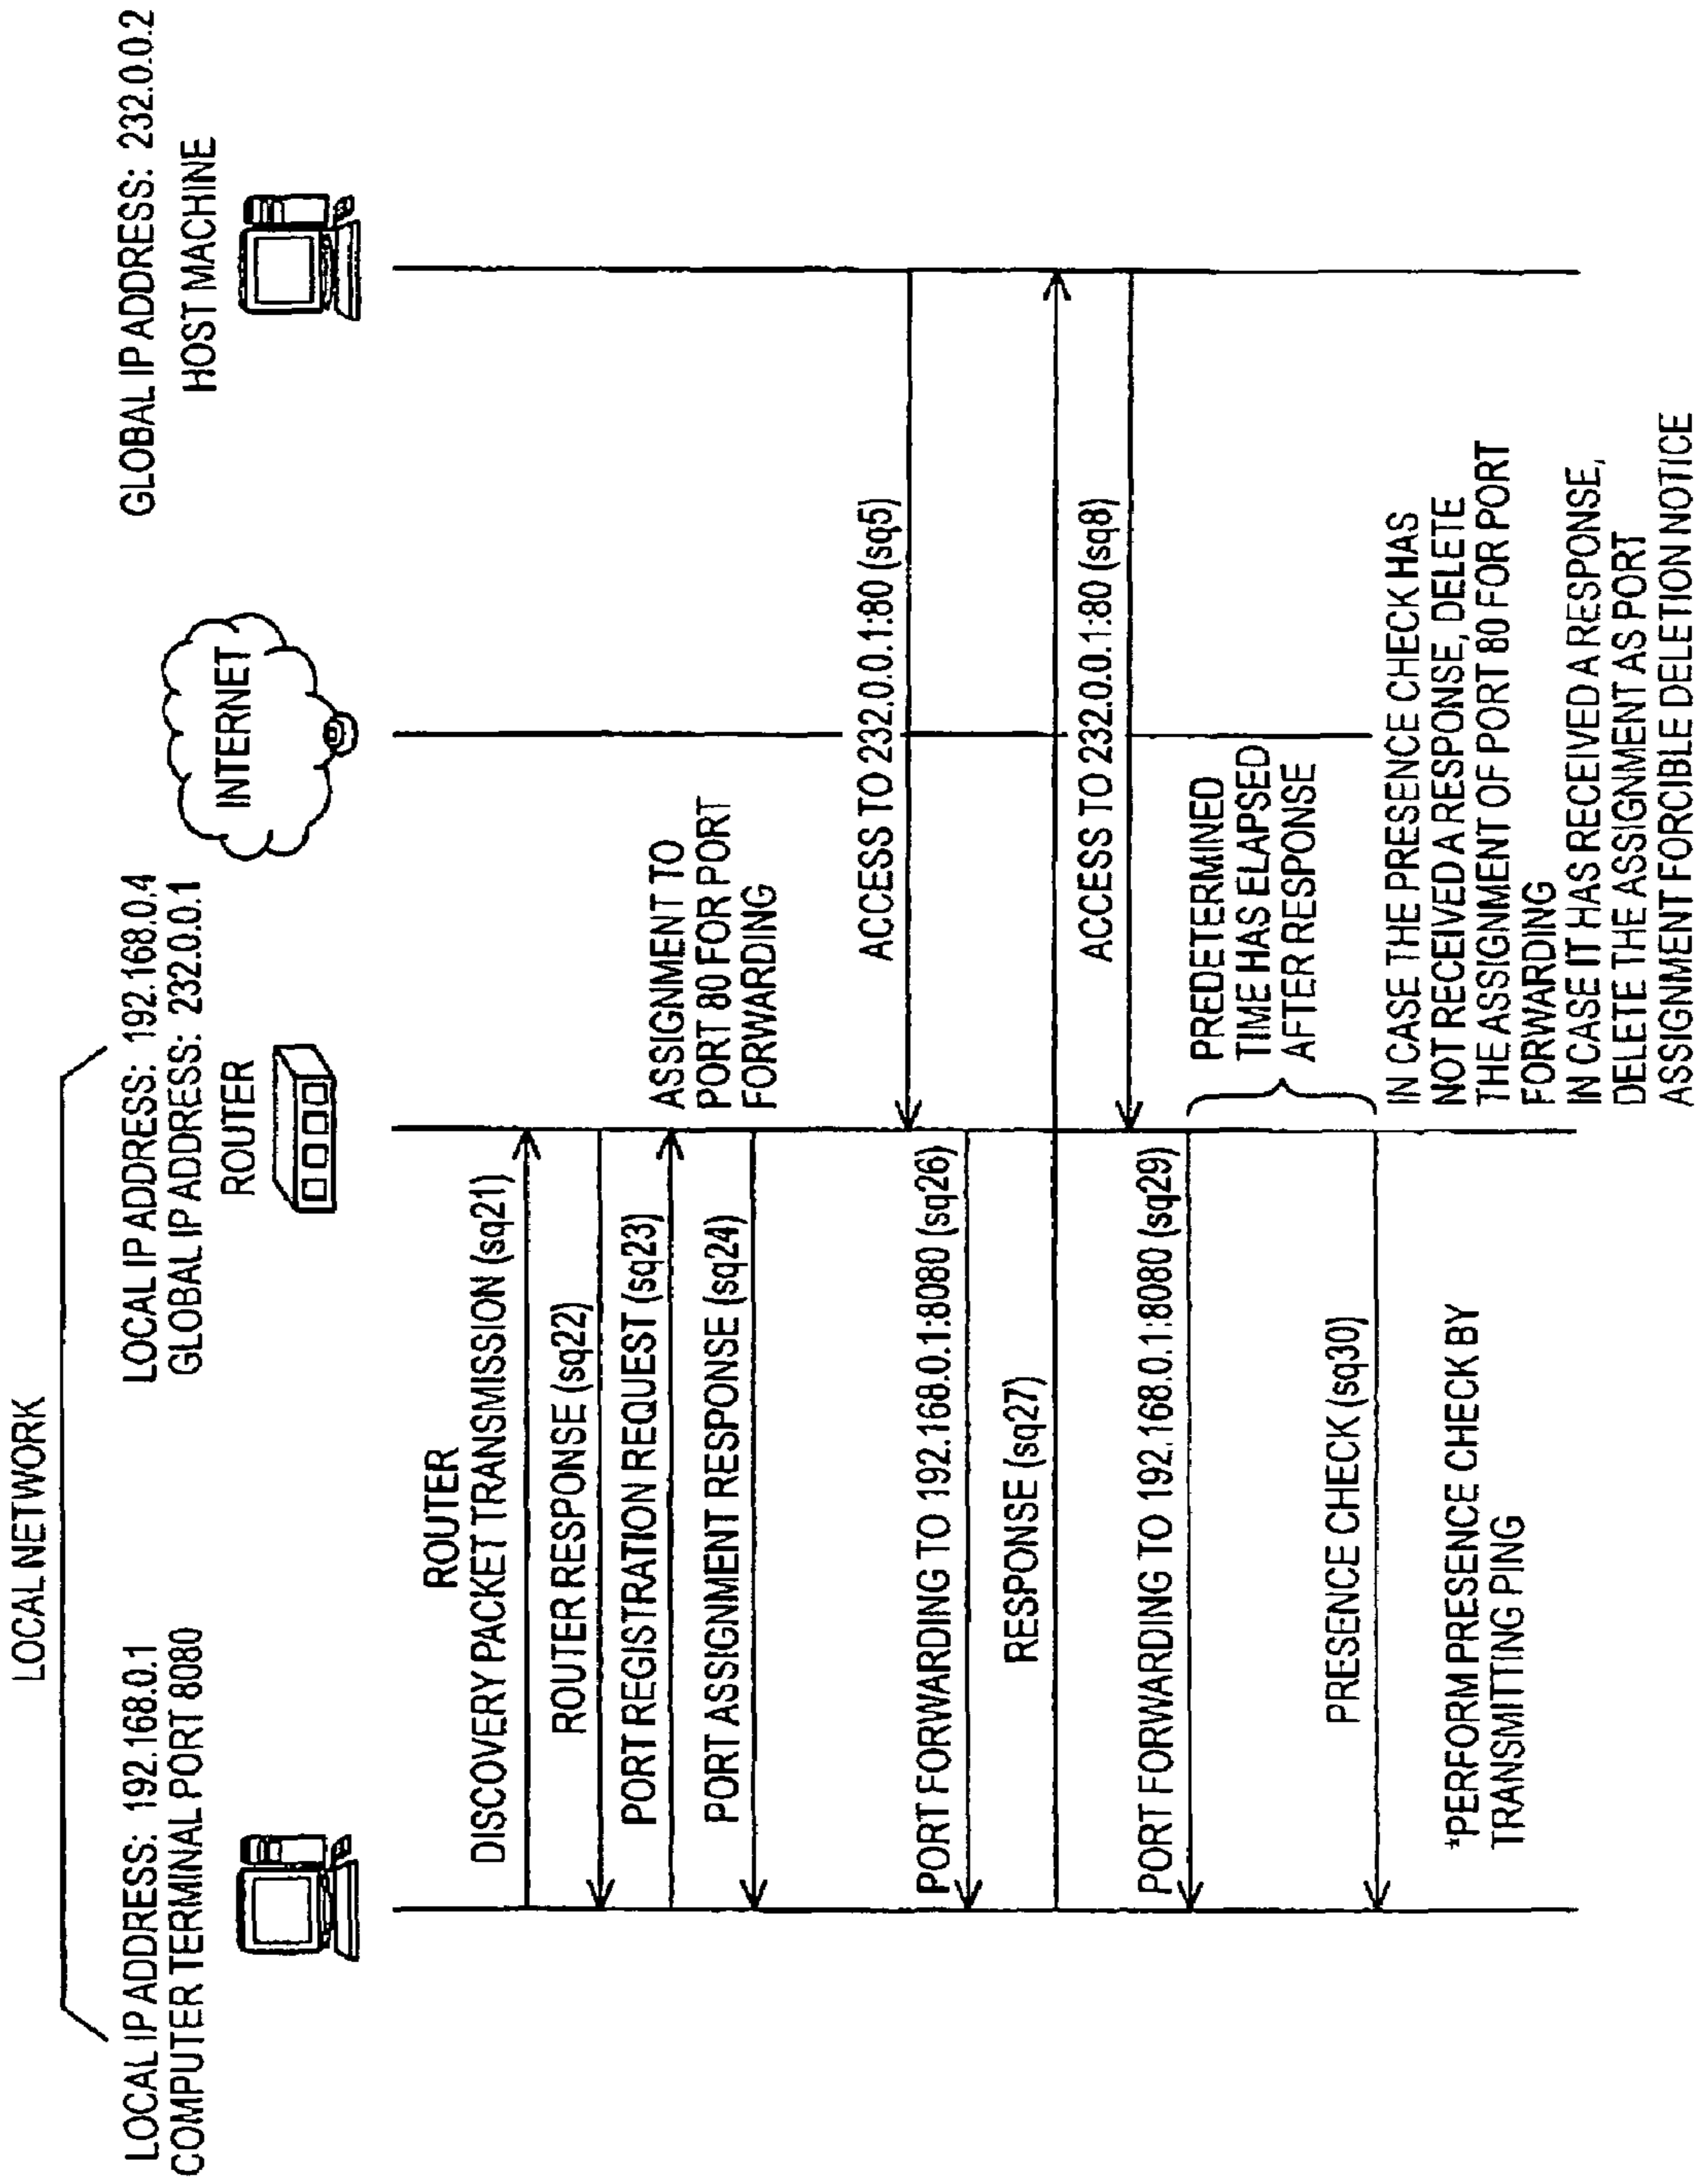 LOCAL NETWORK
LOCAL IP ADDRESS: 192.168.0.1
COMPUTER TERMINAL PORT 8080
LOCAL IP ADDRESS: 192.168.0.4
GLOBAL IP ADDRESS: 232.0.0.1
ROUTER
INTERNET
GLOBAL IP ADDRESS: 232.0.0.2
HOST MACHINE
ROUTER
DISCOVERY PACKET TRANSMISSION (sq21)
ROUTER RESPONSE (sq22)
PORT REGISTRATION REQUEST (sq23)
PORT ASSIGNMENT RESPONSE (sq24)
ASSIGNMENT TO
PORT 80 FOR PORT
FORWARDING
ACCESS TO 232.0.0.1:80 (sq5)
PORT FORWARDING TO 192.168.0.1:8080 (sq26)
RESPONSE (sq27)
ACCESS TO 232.0.0.1:80 (sq8)
PORT FORWARDING TO 192.168.0.1:8080 (sq29)
PREDETERMINED
TIME HAS ELAPSED
AFTER RESPONSE
PRESENCE CHECK (sq30)
*PERFORM PRESENCE CHECK BY
TRANSMITTING PING
IN CASE THE PRESENCE CHECK HAS
NOT RECEIVED A RESPONSE, DELETE
THE ASSIGNMENT OF PORT 80 FOR PORT
FORWARDING
IN CASE IT HAS RECEIVED A RESPONSE,
DELETE THE ASSIGNMENT AS PORT
ASSIGNMENT FORCIBLE DELETION NOTICE